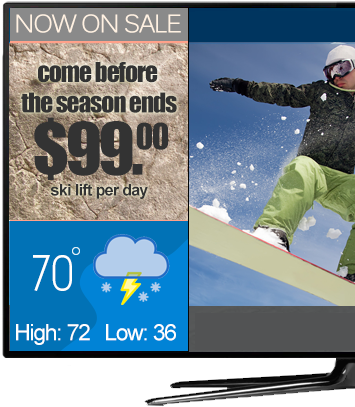 NOW ON SALE
come before
the season ends
$99.00
ski lift per day
70°
High: 72 Low: 36